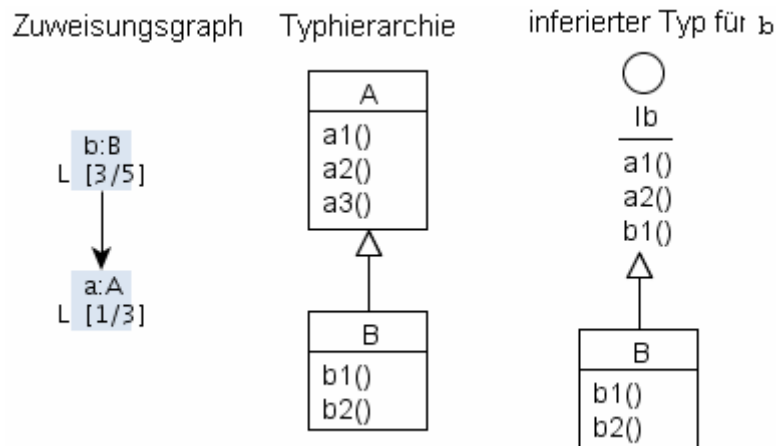 Zuweisungsgraph
Typhierarchie
inferierter Typ für b
b:B
L [3/5]
a:A
L [1/3]
A
a1()
a2()
a3()
B
b1()
b2()
Ib
a1()
a2()
b1()
B
b1()
b2()